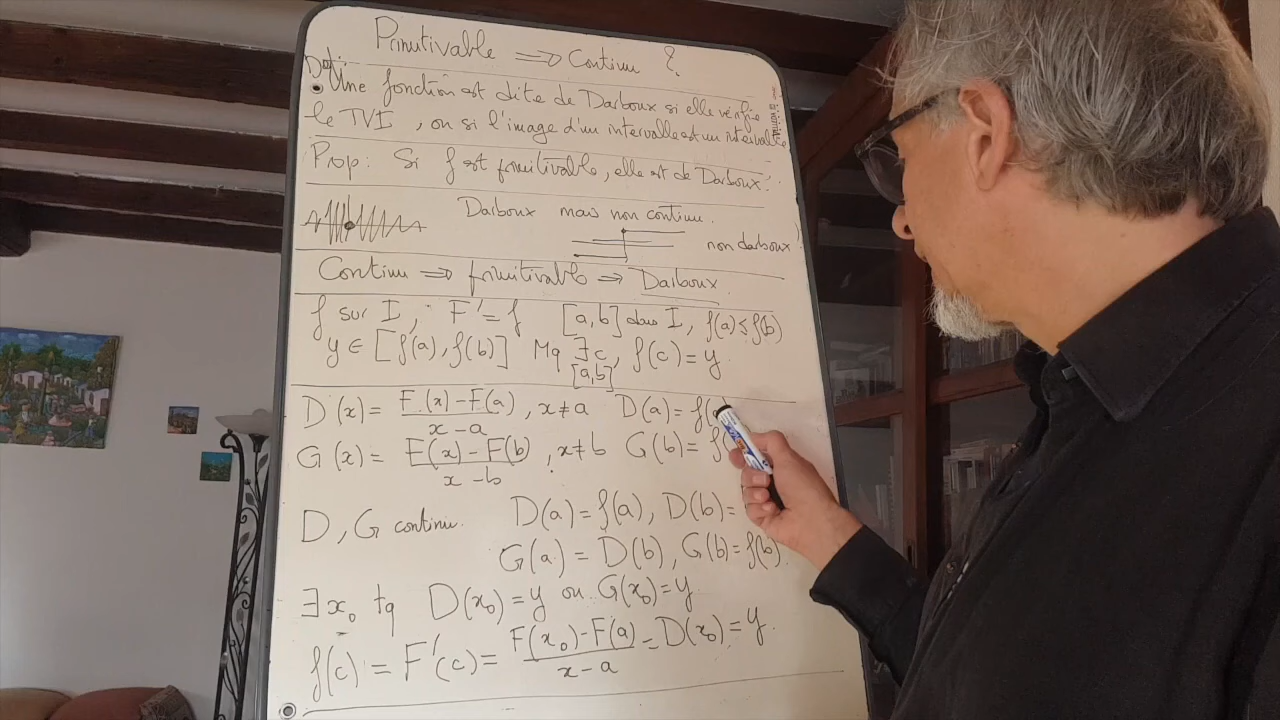 Primitivable ⟹ Continu ?
Def:
• Une fonction est dite de Darboux si elle vérifie
le TVI, ou si l'image d'un intervalle est un intervalle
Prop: Si f est primitivable, elle est de Darboux.
Darboux mais non continu.
non darboux
Continu ⟹ primitivable ⟹ Darboux
f sur I, F' = f [a,b] dans I, f(a) ≤ f(b)
y ∈ [f(a), f(b)] Mq ∃c, f(c) = y
[a,b]
D(x) = F(x) − F(a) / x − a, x ≠ a D(a) = f(a)
G(x) = F(x) − F(b) / x − b, x ≠ b G(b) = f(
D, G continu. D(a) = f(a), D(b) =
G(a) = D(b), G(b) = f(b).
∃ x₀ tq D(x₀) = y ou G(x₀) = y
f(c) = F'(c) = F(x₀) − F(a) / x − a = D(x₀) = y.